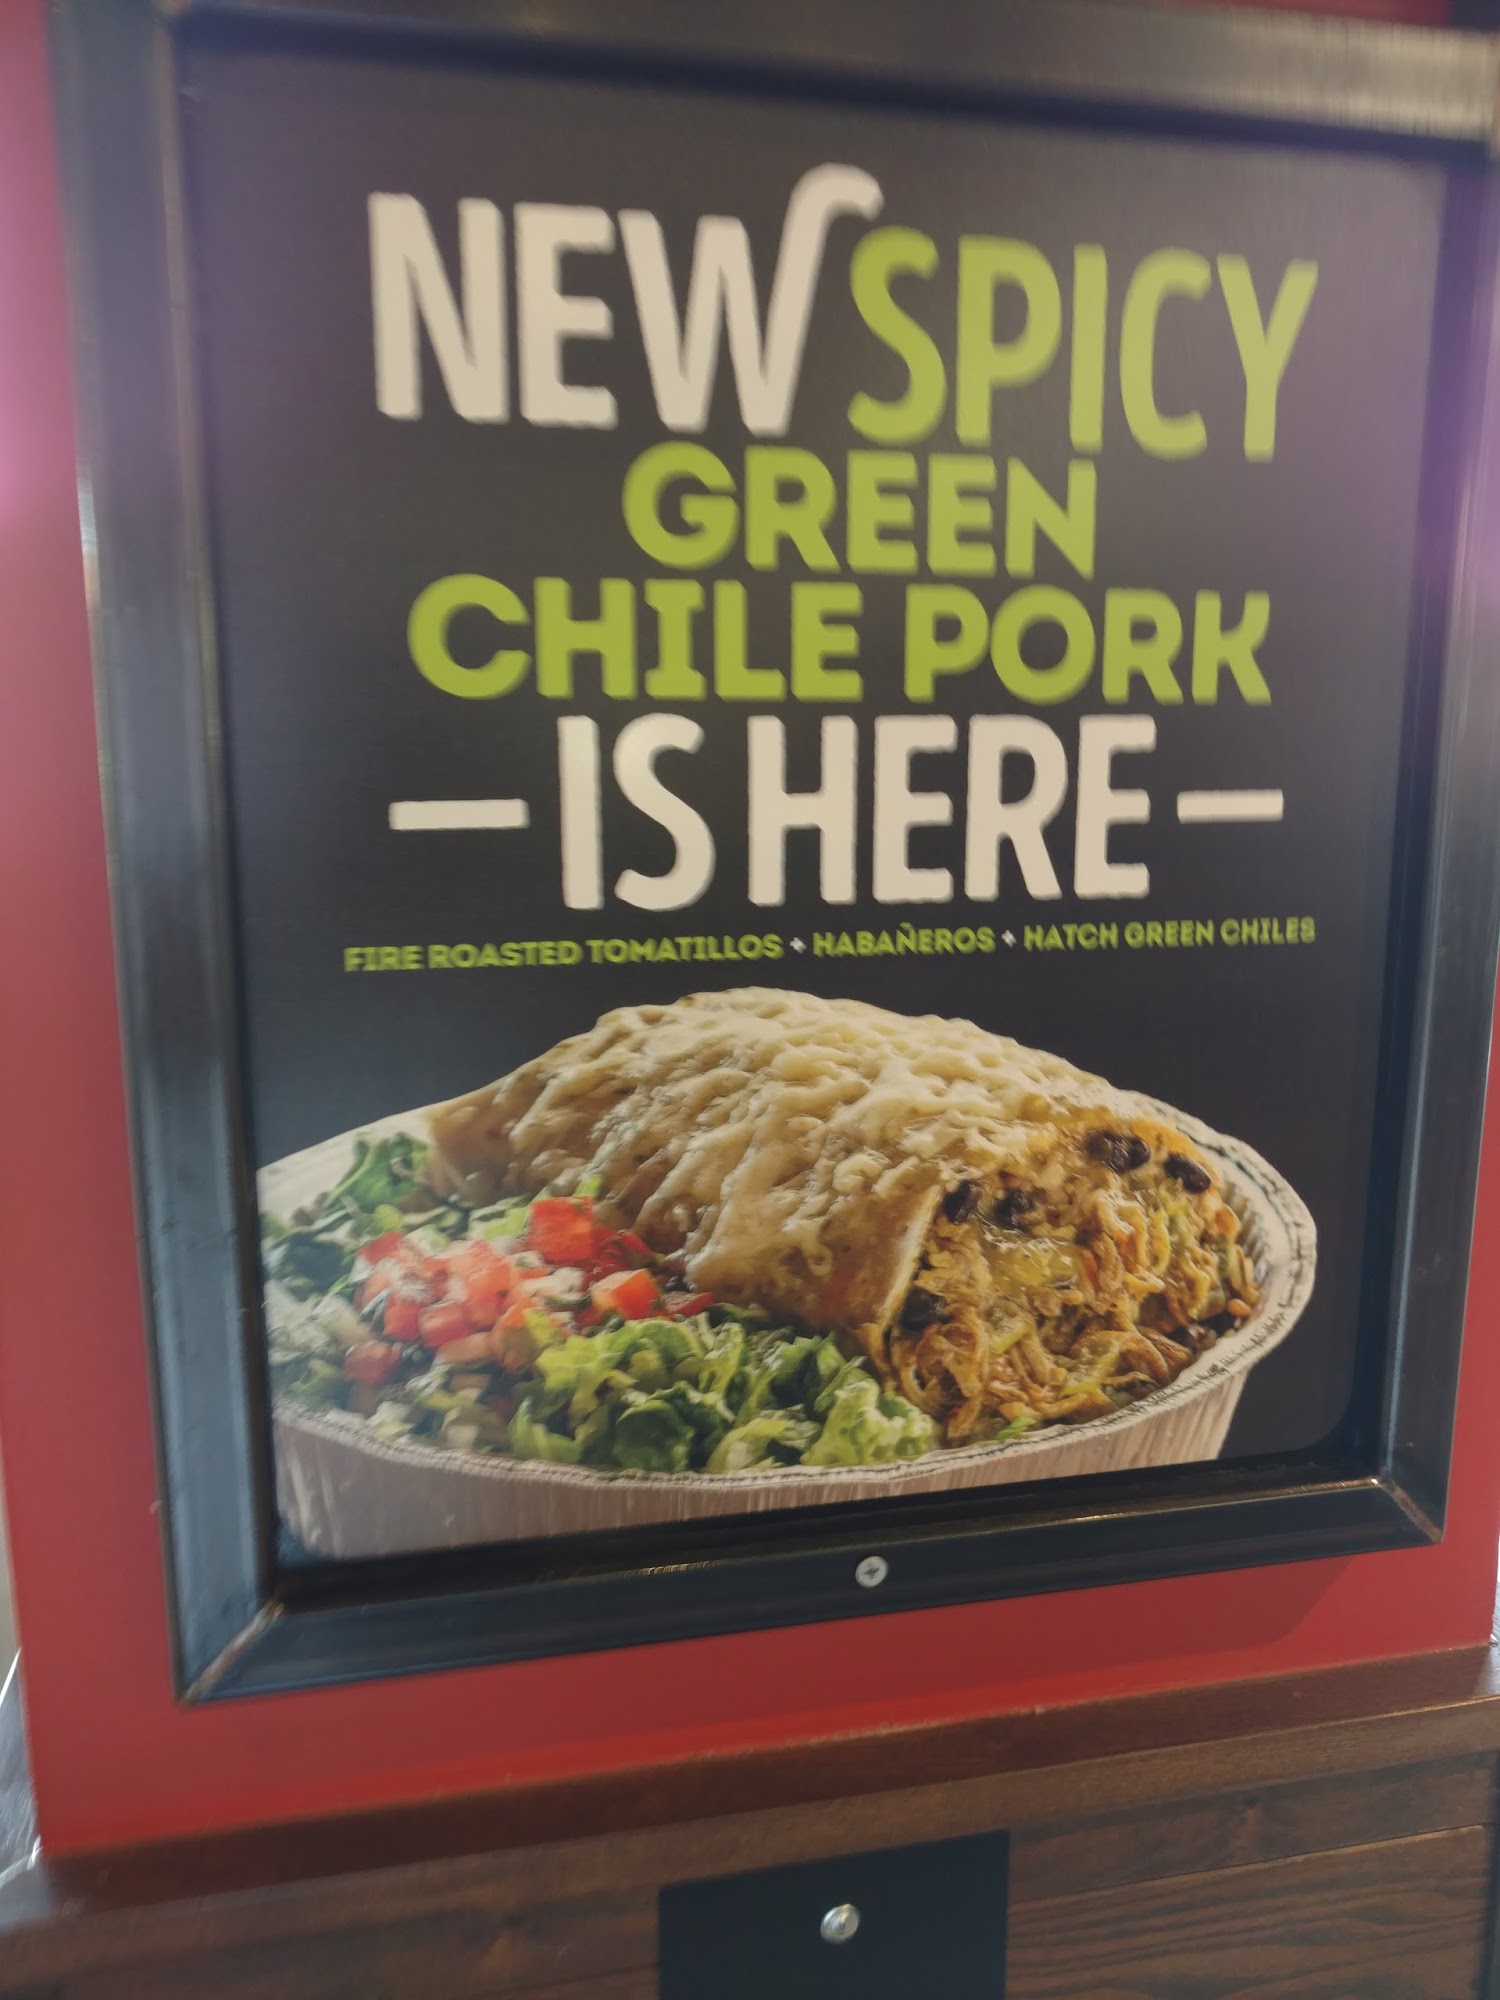 NEW SPICY
GREEN
CHILE PORK
— IS HERE —
FIRE ROASTED TOMATILLOS + HABAÑEROS + HATCH GREEN CHILES